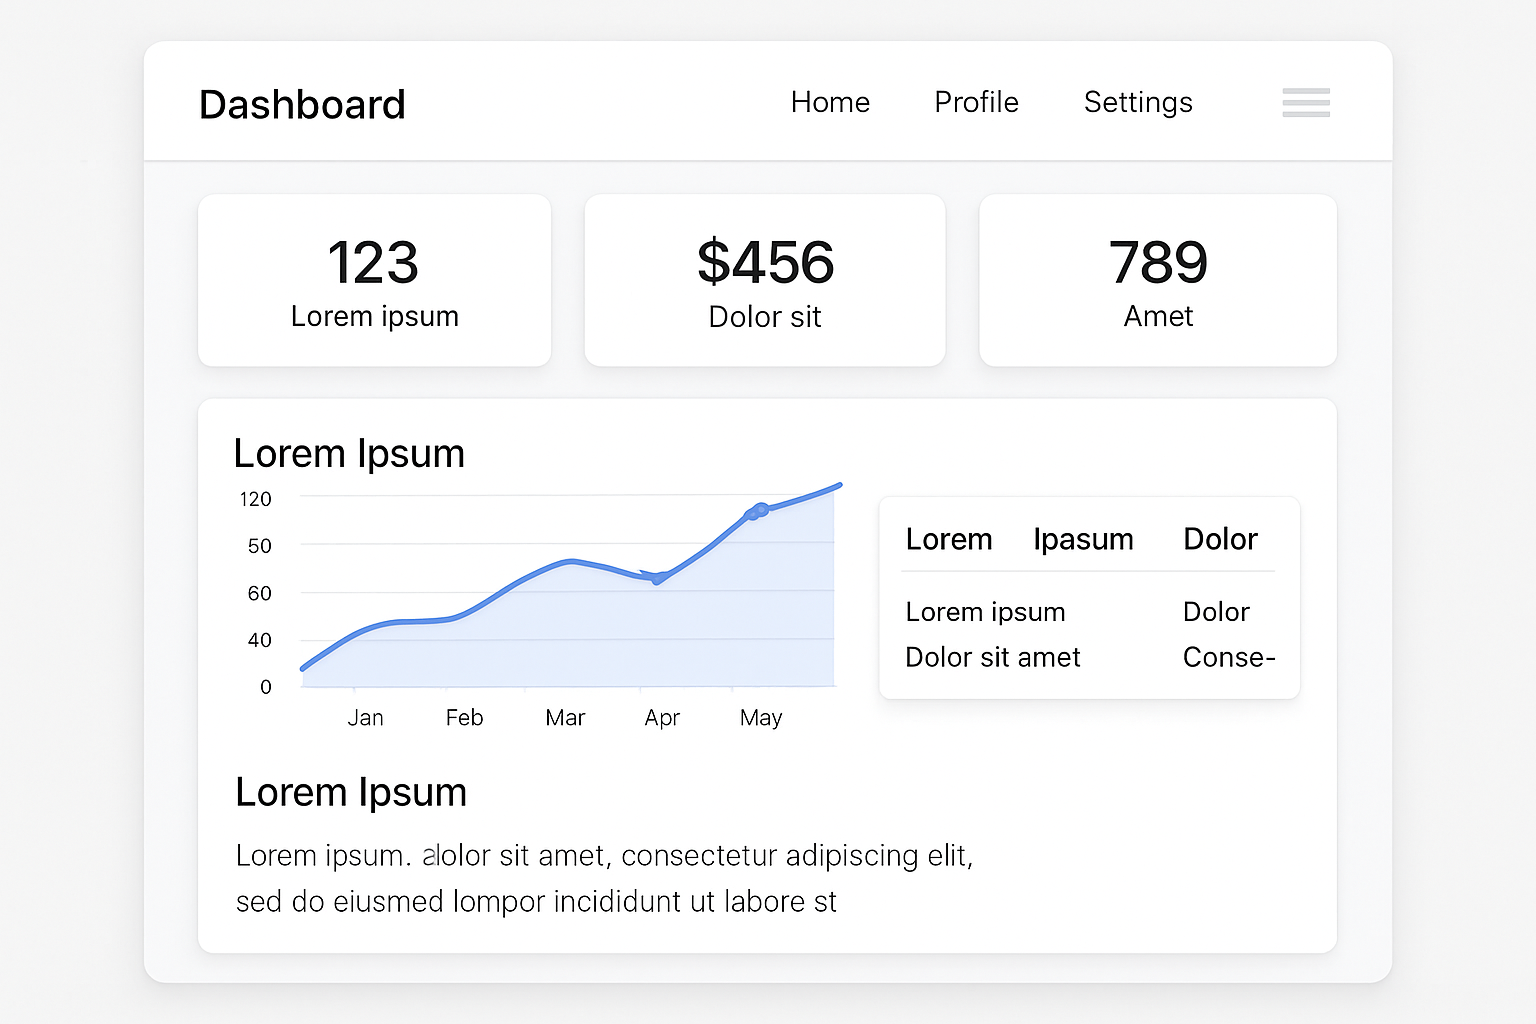 Dashboard Home Profile Settings
123
Lorem ipsum
$456
Dolor sit
789
Amet
Lorem Ipsum
120
50
60
40
0
Jan Feb Mar Apr May
Lorem Ipasum Dolor
Lorem ipsum Dolor
Dolor sit amet Conse-
Lorem Ipsum
Lorem ipsum. alolor sit amet, consectetur adipiscing elit,
sed do eiusmed lompor incididunt ut labore st